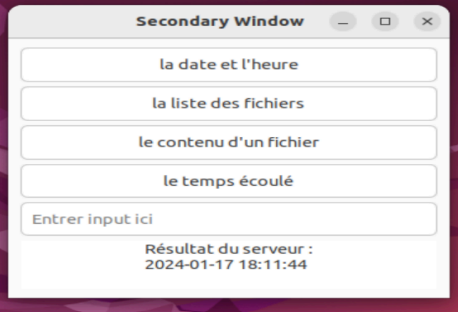 Secondary Window
la date et l'heure
la liste des fichiers
le contenu d'un fichier
le temps écoulé
Entrer input ici
Résultat du serveur :
2024-01-17 18:11:44